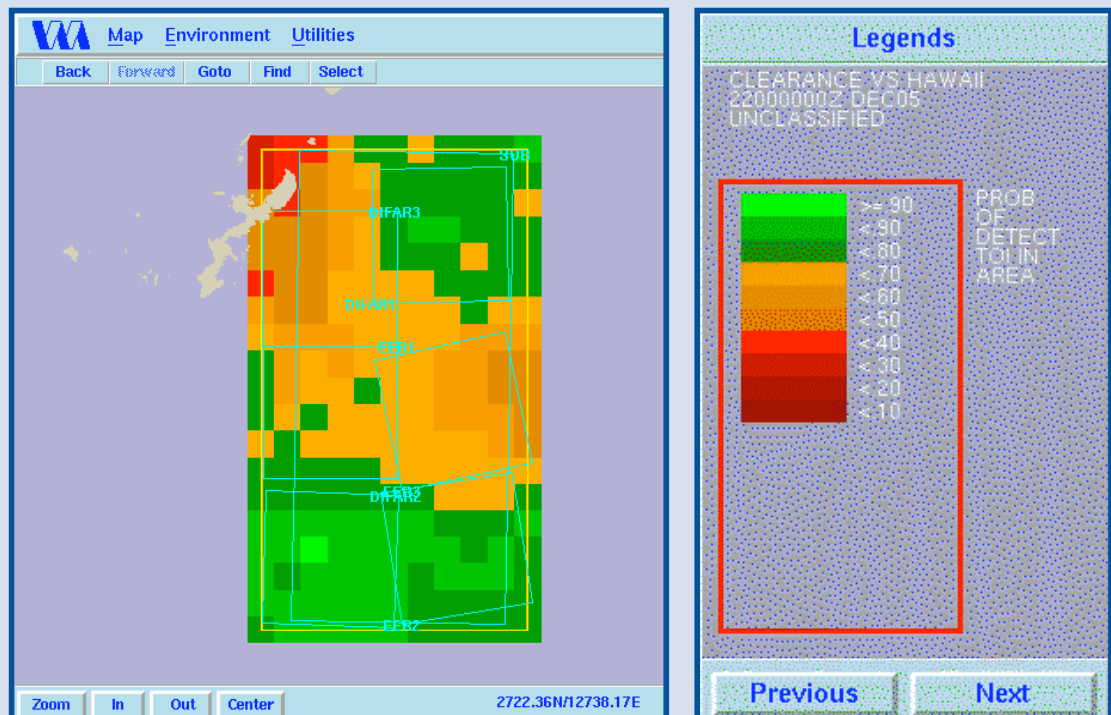 Map Environment Utilities
Back Forward Goto Find Select
SUB
DIFAR3
DIFAR1
EER1
EER3
DIFAR2
EER2
Zoom In Out Center
2722.36N/12738.17E
Legends
CLEARANCE VS HAWAII
22000000Z DEC05
UNCLASSIFIED
>= 90
< 90
< 80
< 70
< 60
< 50
< 40
< 30
< 20
< 10
PROB
OF
DETECT
TOI IN
AREA
Previous Next